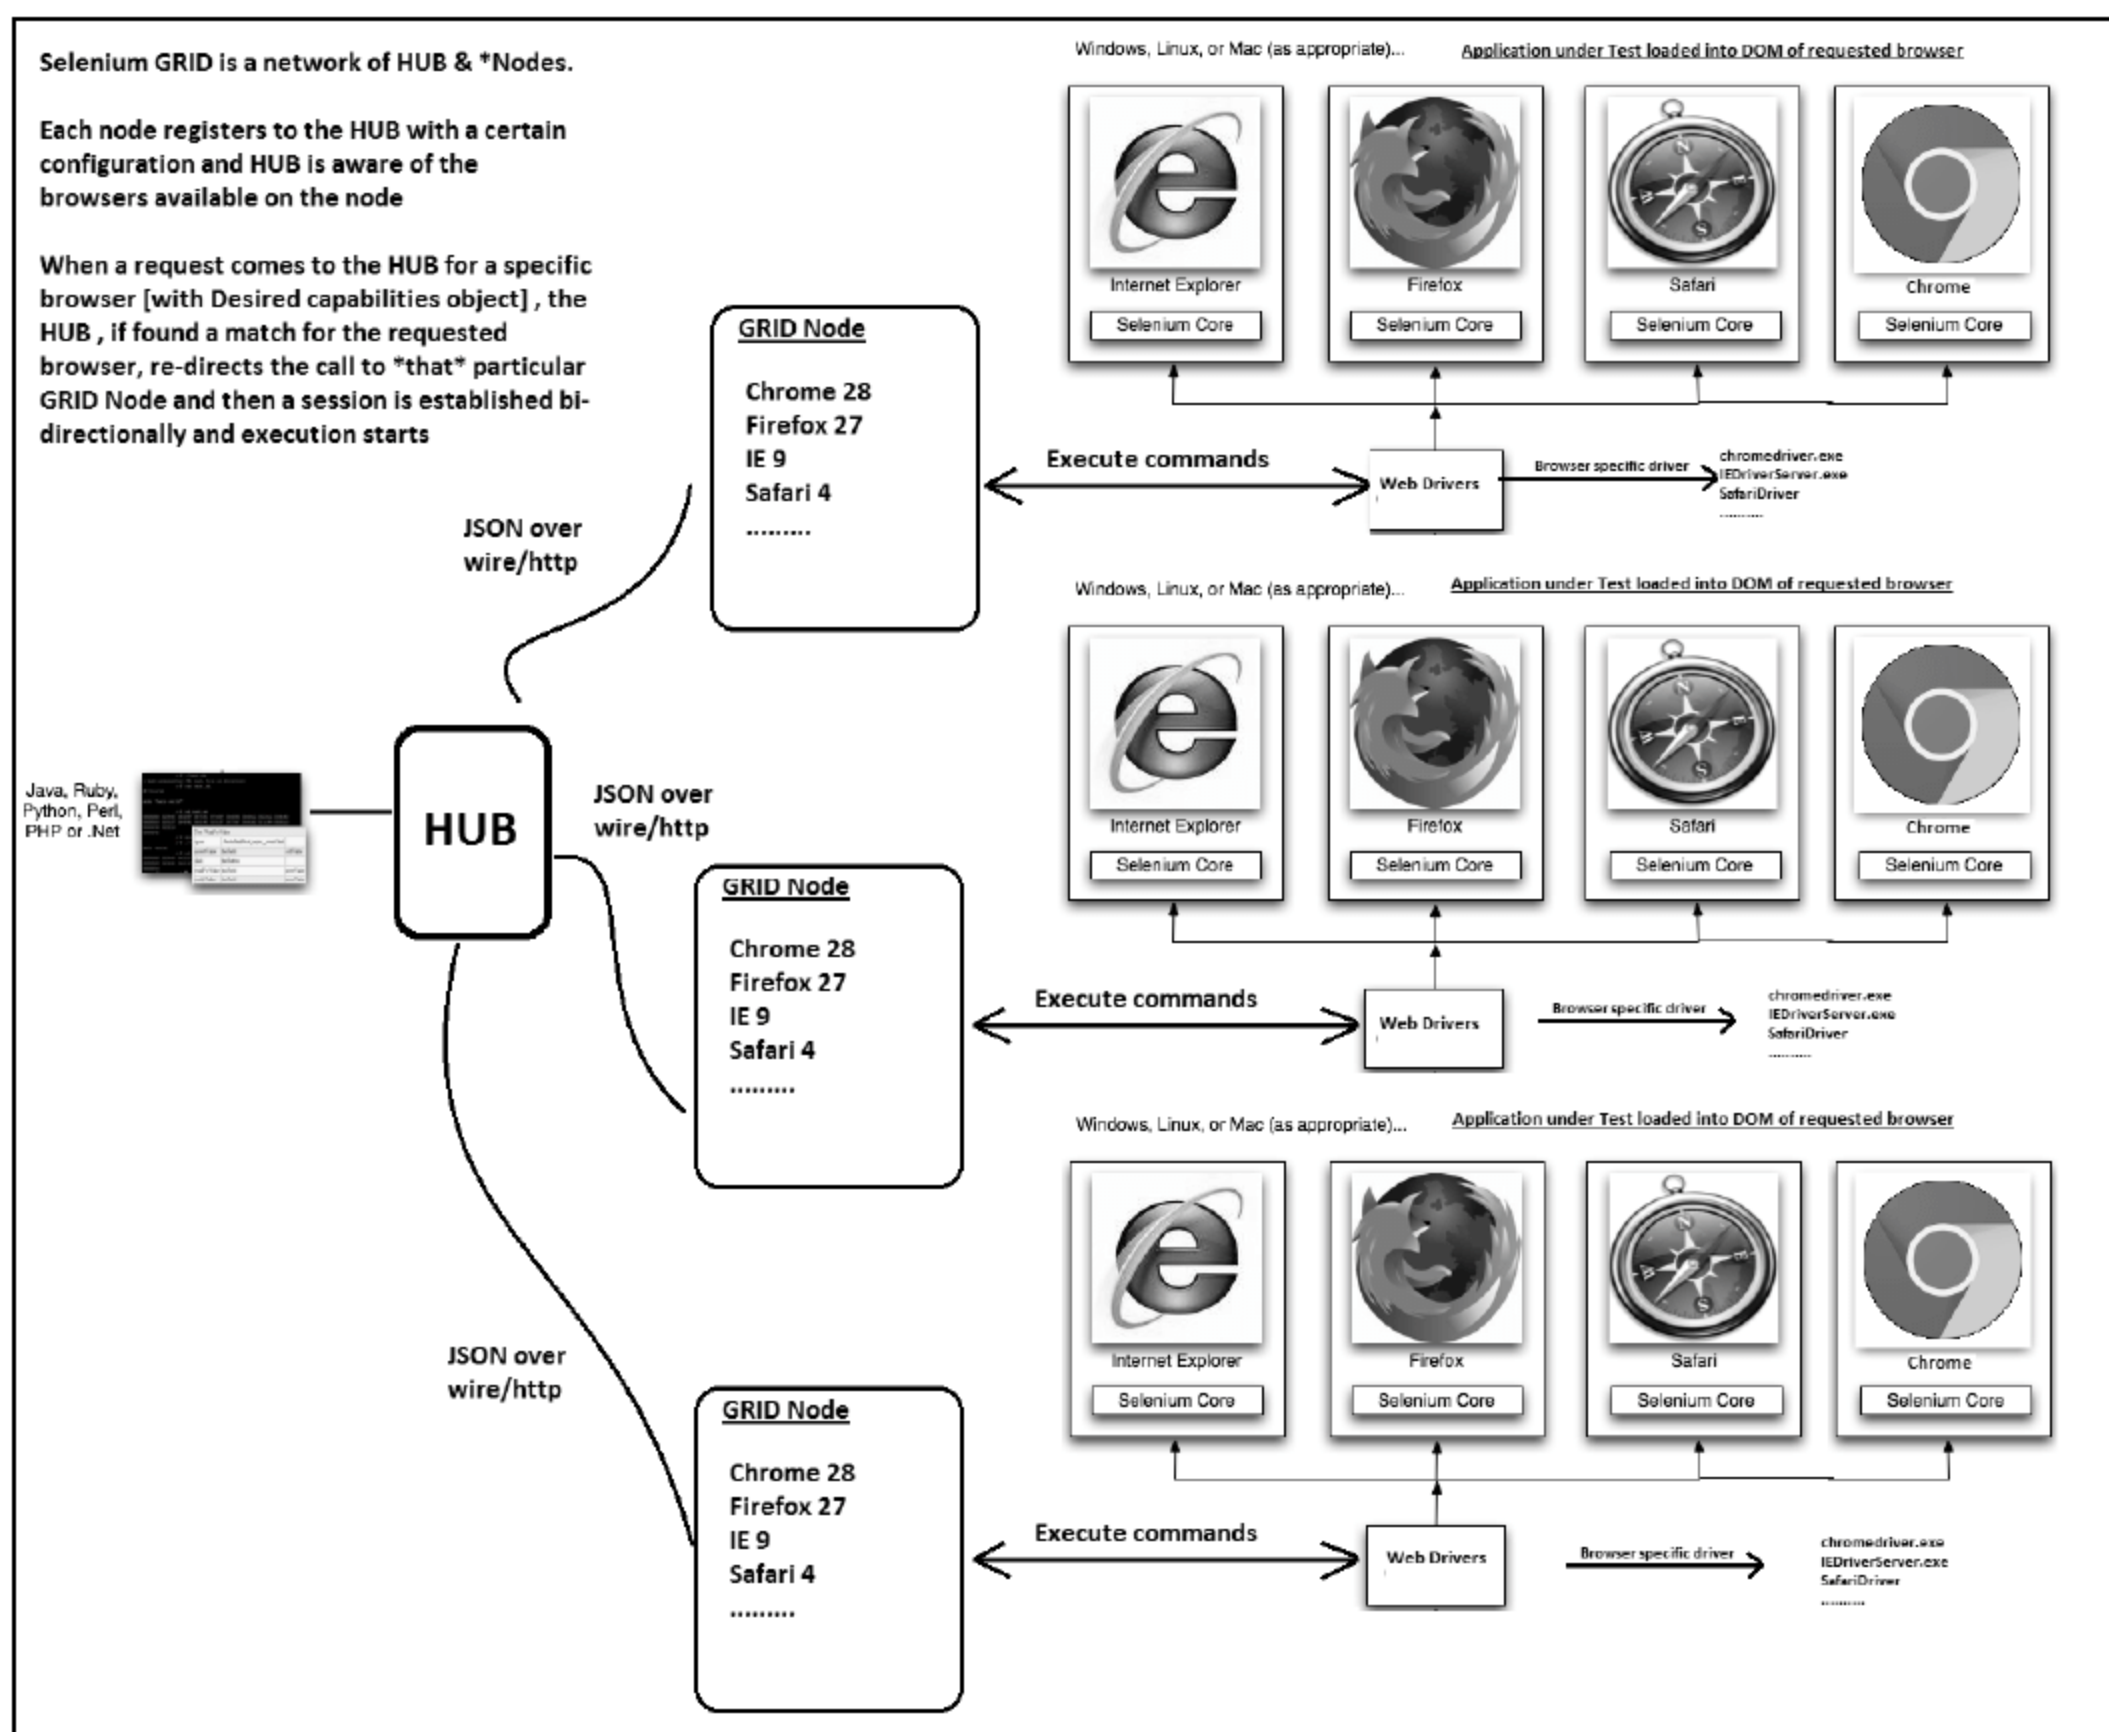 Selenium GRID is a network of HUB & *Nodes.
Each node registers to the HUB with a certain
configuration and HUB is aware of the
browsers available on the node
When a request comes to the HUB for a specific
browser [with Desired capabilities object] , the
HUB , if found a match for the requested
browser, re-directs the call to *that* particular
GRID Node and then a session is established bi-
directionally and execution starts
JSON over
wire/http
Java, Ruby,
Python, Perl,
PHP or .Net
HUB
JSON over
wire/http
JSON over
wire/http
GRID Node
Chrome 28
Firefox 27
IE 9
Safari 4
.........
Execute commands
Windows, Linux, or Mac (as appropriate)...
Application under Test loaded into DOM of requested browser
Internet Explorer
Firefox
Safari
Chrome
Selenium Core
Selenium Core
Selenium Core
Selenium Core
Web Drivers
Browser specific driver
chromedriver.exe
IEDriverServer.exe
SafariDriver
..........
GRID Node
Chrome 28
Firefox 27
IE 9
Safari 4
.........
Execute commands
Windows, Linux, or Mac (as appropriate)...
Application under Test loaded into DOM of requested browser
Internet Explorer
Firefox
Safari
Chrome
Selenium Core
Selenium Core
Selenium Core
Selenium Core
Web Drivers
Browser specific driver
chromedriver.exe
IEDriverServer.exe
SafariDriver
..........
GRID Node
Chrome 28
Firefox 27
IE 9
Safari 4
.........
Execute commands
Windows, Linux, or Mac (as appropriate)...
Application under Test loaded into DOM of requested browser
Internet Explorer
Firefox
Safari
Chrome
Selenium Core
Selenium Core
Selenium Core
Selenium Core
Web Drivers
Browser specific driver
chromedriver.exe
IEDriverServer.exe
SafariDriver
..........